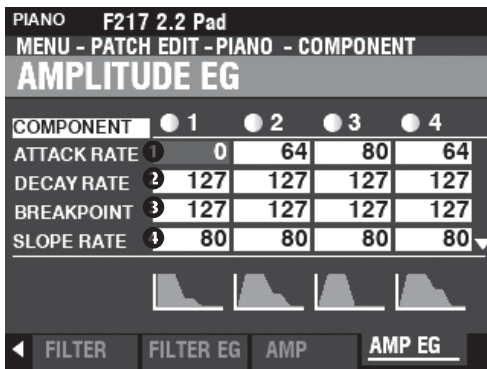 PIANO F217 2.2 Pad
MENU - PATCH EDIT - PIANO - COMPONENT
AMPLITUDE EG
COMPONENT 1 2 3 4
ATTACK RATE 1 0 64 80 64
DECAY RATE 2 127 127 127 127
BREAKPOINT 3 127 127 127 127
SLOPE RATE 4 80 80 80 80
FILTER FILTER EG AMP AMP EG